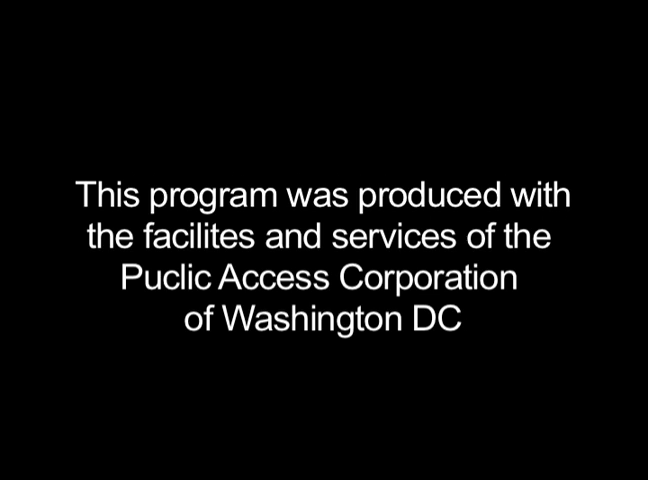 This program was produced with
the facilites and services of the
Puclic Access Corporation
of Washington DC